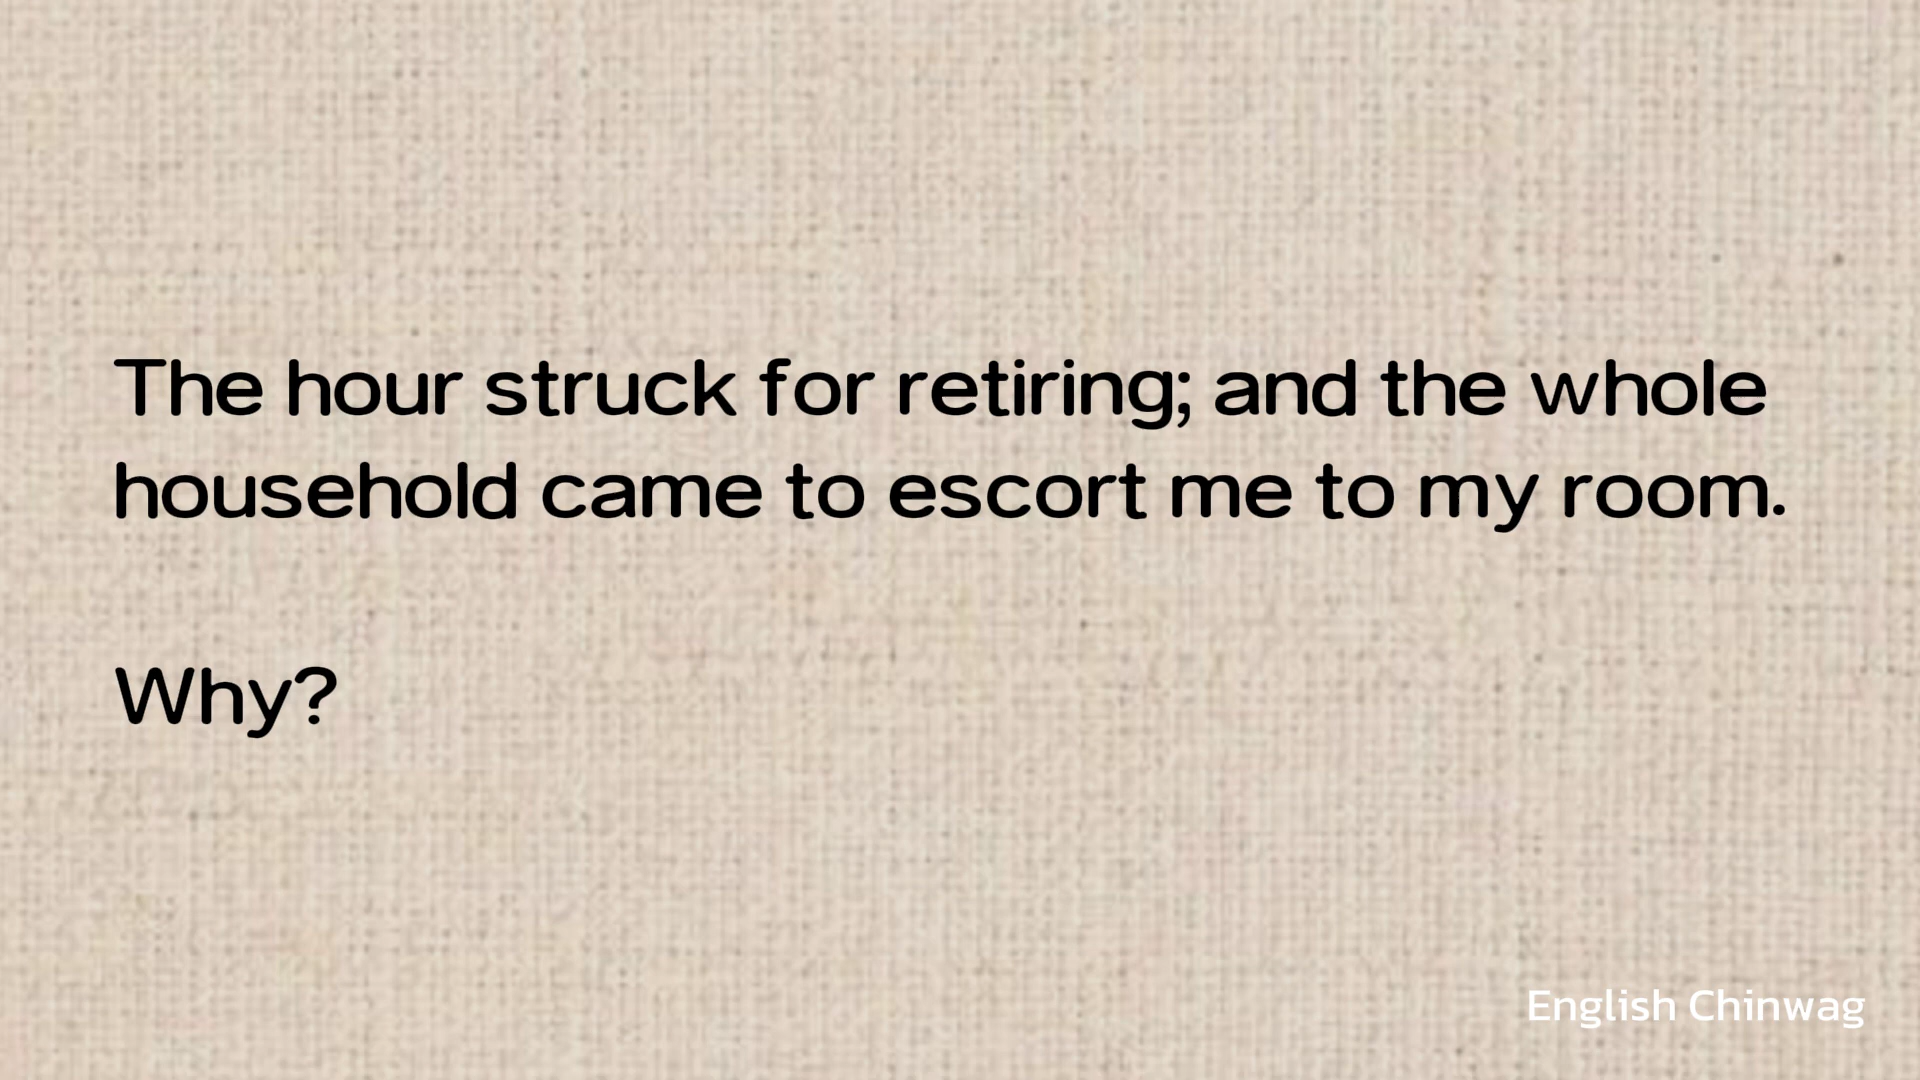 The hour struck for retiring; and the whole
household came to escort me to my room.
Why?
English Chinwag